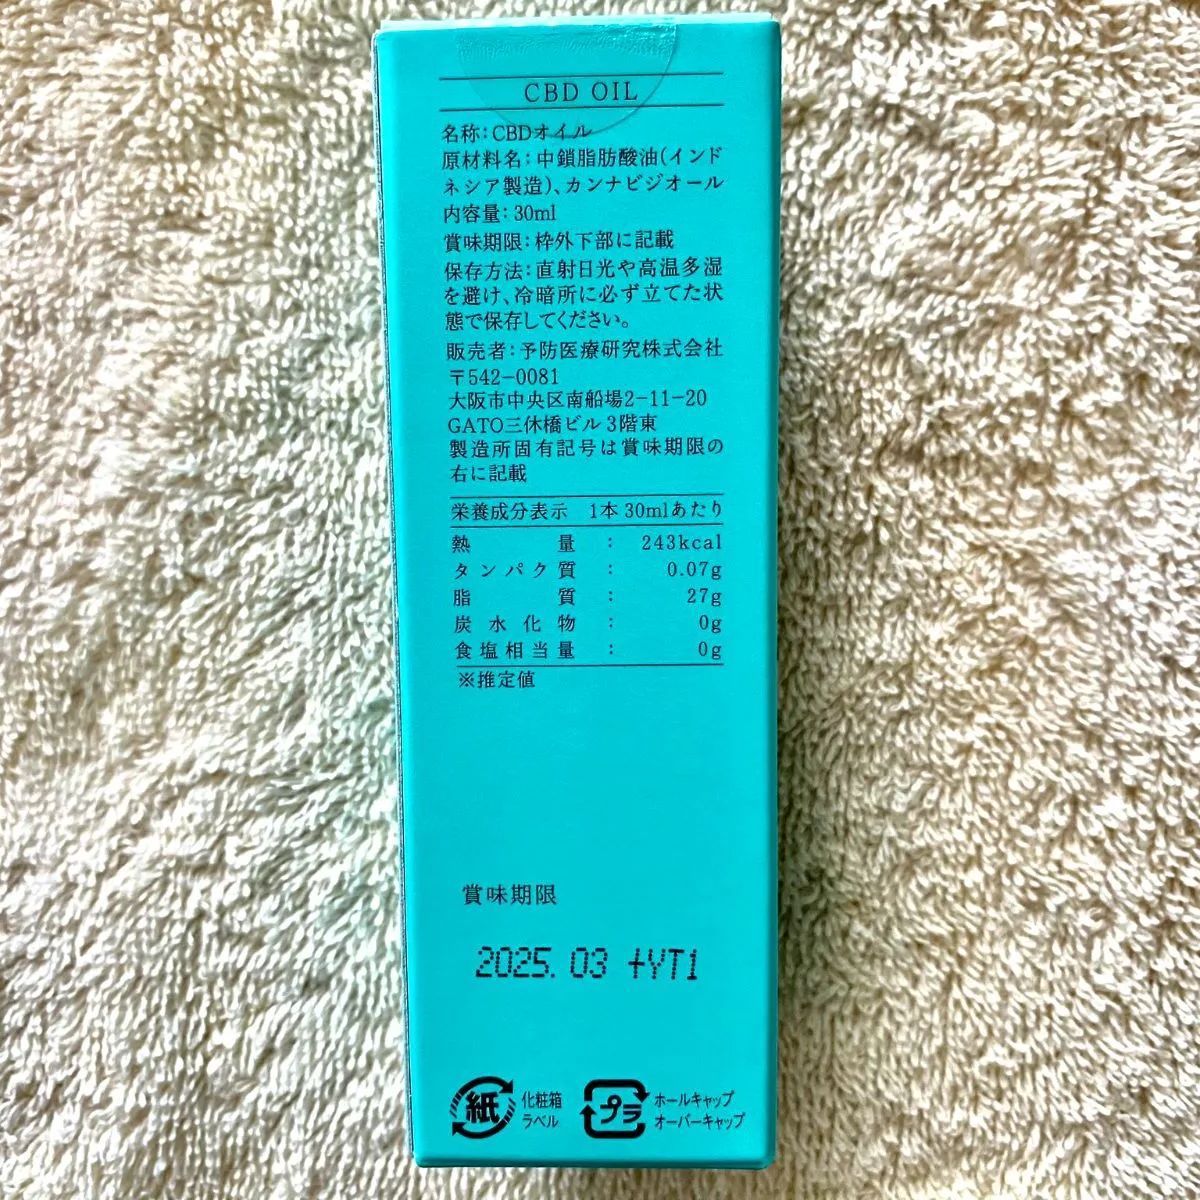 CBD OIL
名称：CBDオイル
原材料名：中鎖脂肪酸油（インド
ネシア製造）、カンナビジオール
内容量：30ml
賞味期限：枠外下部に記載
保存方法：直射日光や高温多湿
を避け、冷暗所に必ず立てた状
態で保存してください。
販売者：予防医療研究株式会社
〒542−0081
大阪市中央区南船場2−11−20
GATO三休橋ビル 3階東
製造所固有記号は賞味期限の
右に記載
栄養成分表示　1本 30mlあたり
熱量：243kcal
タンパク質：0.07g
脂質：27g
炭水化物：0g
食塩相当量：0g
※推定値
賞味期限
2025. 03 +YT1
紙 化粧箱
ラベル
プラ ホールキャップ
オーバーキャップ